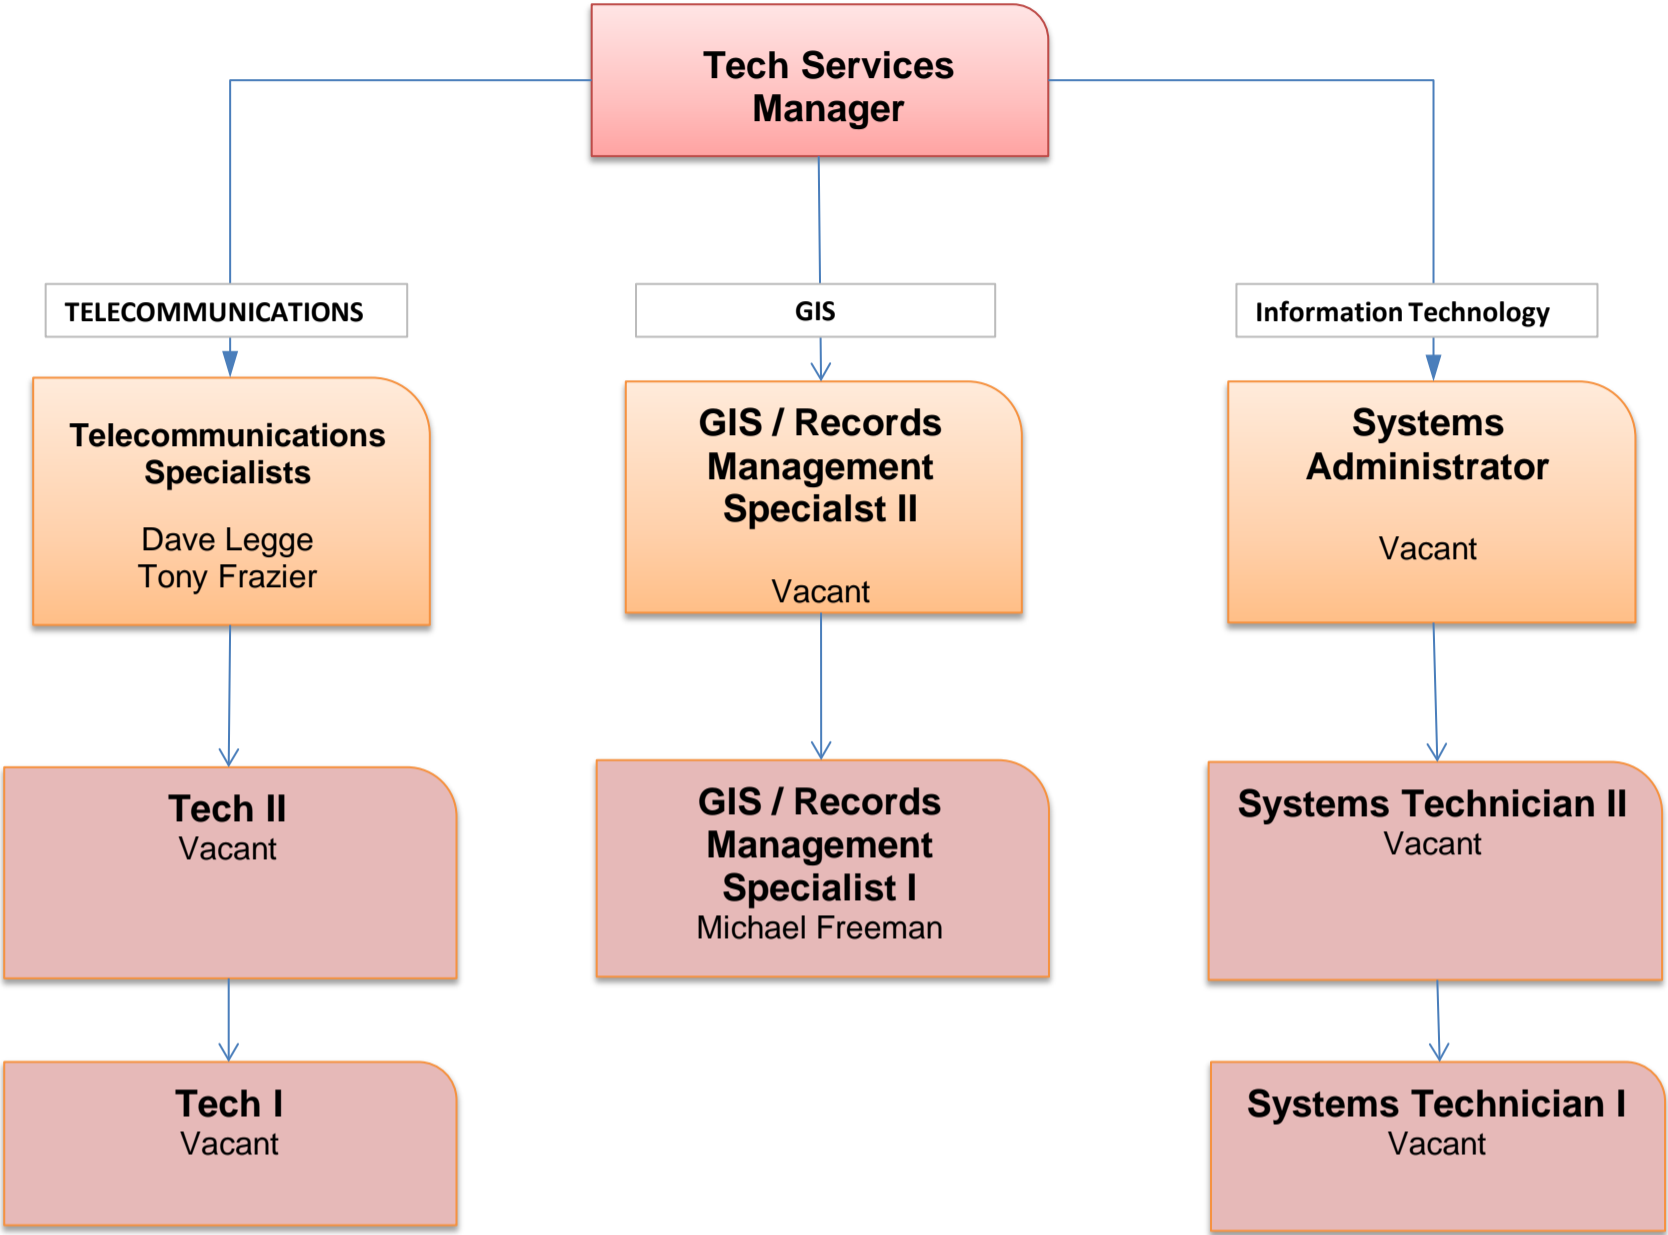 Tech Services
Manager
TELECOMMUNICATIONS
GIS
Information Technology
Telecommunications
Specialists
Dave Legge
Tony Frazier
GIS / Records
Management
Specialst II
Vacant
Systems
Administrator
Vacant
Tech II
Vacant
GIS / Records
Management
Specialist I
Michael Freeman
Systems Technician II
Vacant
Tech I
Vacant
Systems Technician I
Vacant